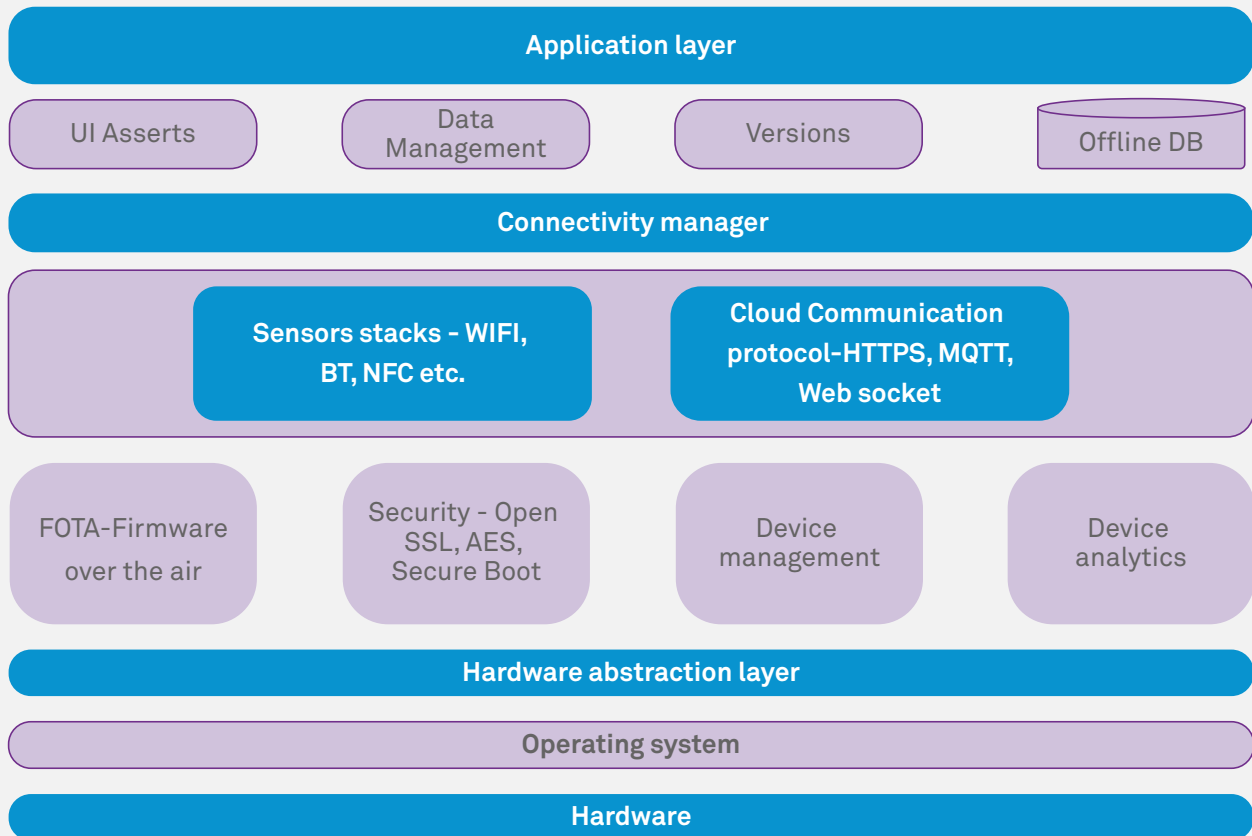 Application layer
UI Asserts
Data
Management
Versions
Offline DB
Connectivity manager
Sensors stacks - WIFI,
BT, NFC etc.
Cloud Communication
protocol-HTTPS, MQTT,
Web socket
FOTA-Firmware
over the air
Security - Open
SSL, AES,
Secure Boot
Device
management
Device
analytics
Hardware abstraction layer
Operating system
Hardware